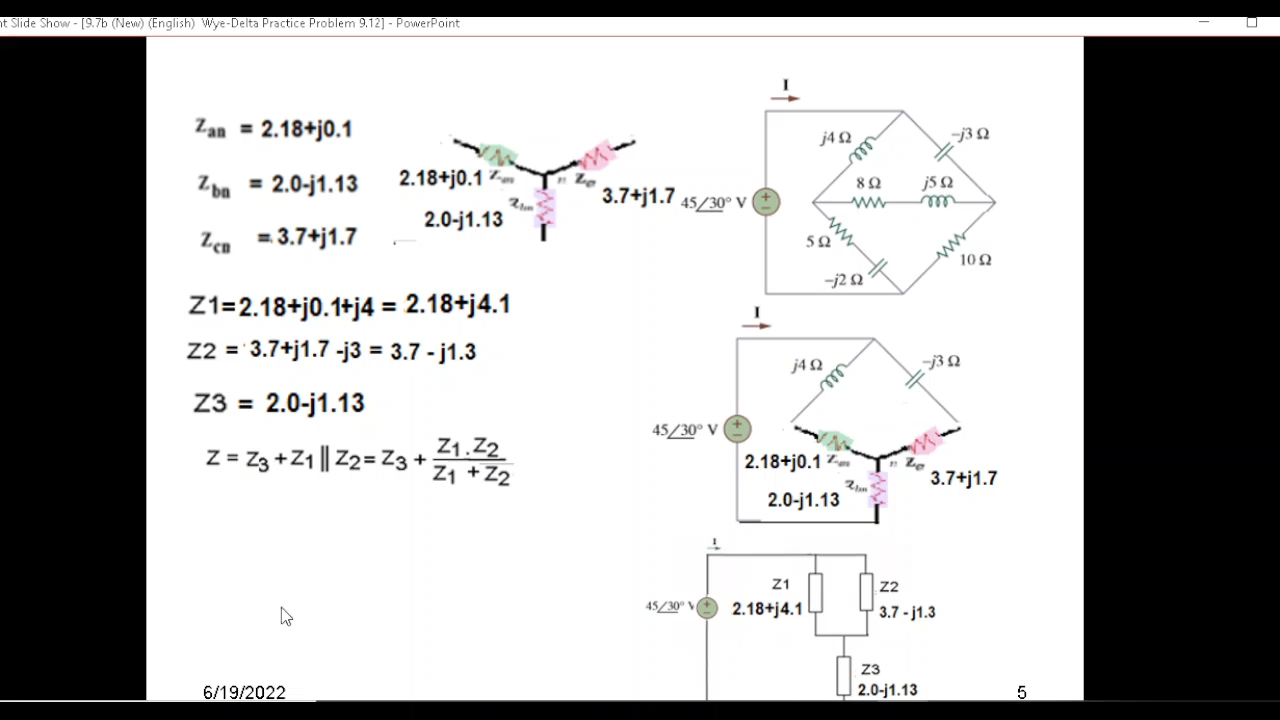 nt Slide Show - [9.7b (New) (English) Wye-Delta Practice Problem 9.12] - PowerPoint
Zan = 2.18+j0.1
Zbn = 2.0-j1.13
Zcn = 3.7+j1.7
2.18+j0.1 Zan n Zcn 3.7+j1.7
Zbn
2.0-j1.13
Z1=2.18+j0.1+j4 = 2.18+j4.1
Z2 = 3.7+j1.7 -j3 = 3.7 - j1.3
Z3 = 2.0-j1.13
Z = Z3 + Z1 || Z2 = Z3 + Z1.Z2
Z1 + Z2
I
j4 Ω
-j3 Ω
8 Ω
j5 Ω
45/30° V
5 Ω
10 Ω
-j2 Ω
I
j4 Ω
-j3 Ω
45/30° V
2.18+j0.1 Zan n
3.7+j1.7
Zbn
2.0-j1.13
I
Z1
Z2
45/30° V
2.18+j4.1
3.7 - j1.3
Z3
2.0-j1.13
6/19/2022
5